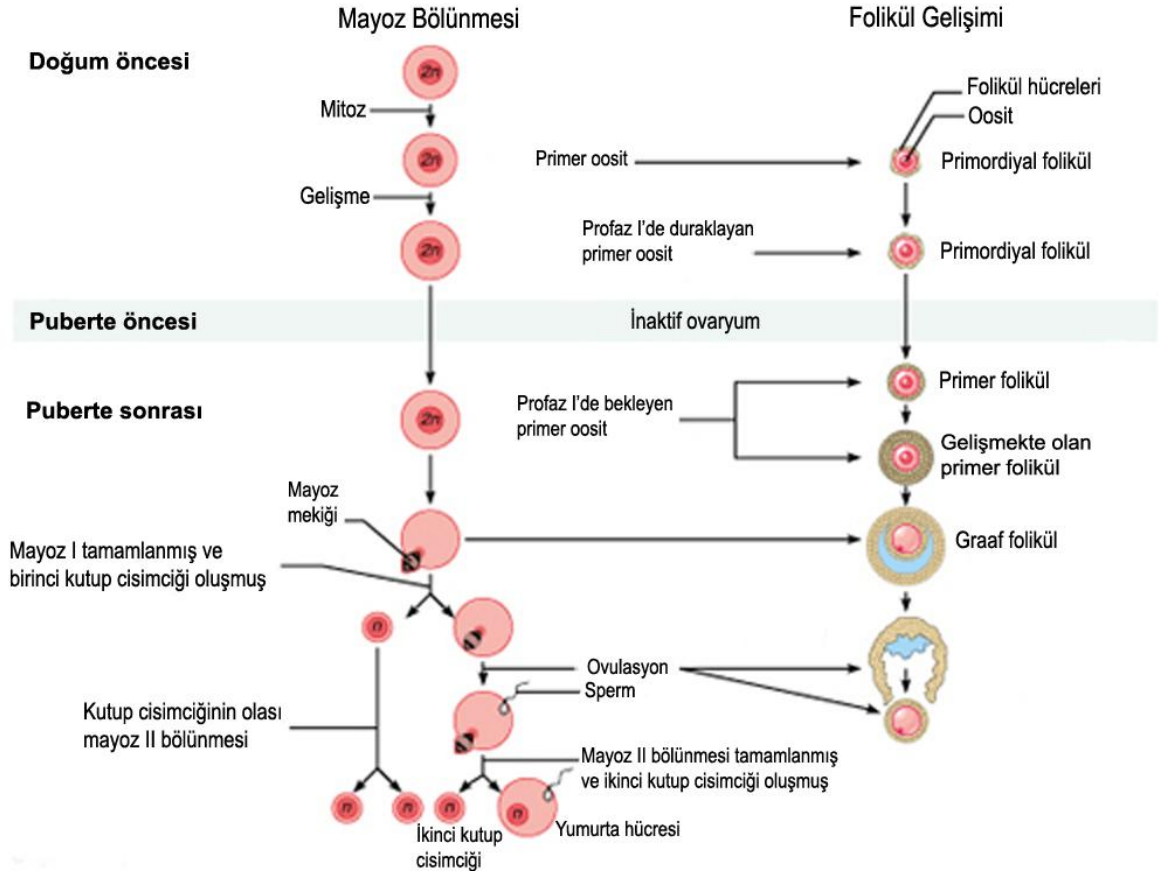 Mayoz Bölünmesi
Folikül Gelişimi
Doğum öncesi
2n
Mitoz
2n
Gelişme
2n
Folikül hücreleri
Oosit
Primer oosit
Primordiyal folikül
Profaz I'de duraklayan
primer oosit
Primordiyal folikül
Puberte öncesi
İnaktif ovaryum
Puberte sonrası
2n
Profaz I'de bekleyen
primer oosit
Primer folikül
Gelişmekte olan
primer folikül
Mayoz
mekiği
Graaf folikül
Mayoz I tamamlanmış ve
birinci kutup cisimciği oluşmuş
n
Ovulasyon
Sperm
Kutup cisimciğinin olası
mayoz II bölünmesi
Mayoz II bölünmesi tamamlanmış
ve ikinci kutup cisimciği oluşmuş
n
n
n
n
İkinci kutup
cisimciği
Yumurta hücresi